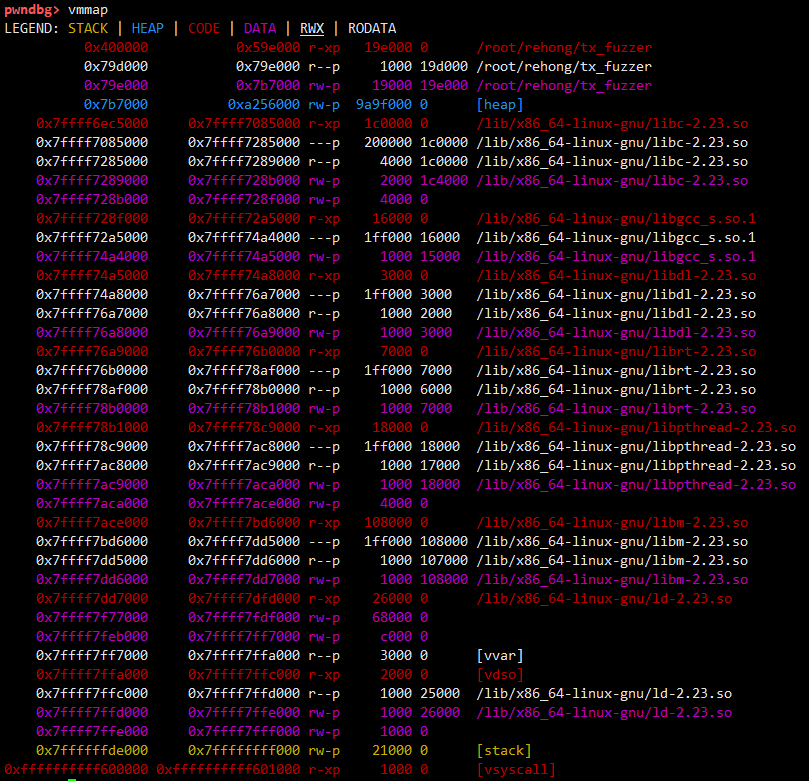 pwndbg> vmmap
LEGEND: STACK | HEAP | CODE | DATA | RWX | RODATA
0x400000 0x59e000 r-xp 19e000 0 /root/rehong/tx_fuzzer
0x79d000 0x79e000 r--p 1000 19d000 /root/rehong/tx_fuzzer
0x79e000 0x7b7000 rw-p 19000 19e000 /root/rehong/tx_fuzzer
0x7b7000 0xa256000 rw-p 9a9f000 0 [heap]
0x7ffff6ec5000 0x7ffff7085000 r-xp 1c0000 0 /lib/x86_64-linux-gnu/libc-2.23.so
0x7ffff7085000 0x7ffff7285000 ---p 200000 1c0000 /lib/x86_64-linux-gnu/libc-2.23.so
0x7ffff7285000 0x7ffff7289000 r--p 4000 1c0000 /lib/x86_64-linux-gnu/libc-2.23.so
0x7ffff7289000 0x7ffff728b000 rw-p 2000 1c4000 /lib/x86_64-linux-gnu/libc-2.23.so
0x7ffff728b000 0x7ffff728f000 rw-p 4000 0
0x7ffff728f000 0x7ffff72a5000 r-xp 16000 0 /lib/x86_64-linux-gnu/libgcc_s.so.1
0x7ffff72a5000 0x7ffff74a4000 ---p 1ff000 16000 /lib/x86_64-linux-gnu/libgcc_s.so.1
0x7ffff74a4000 0x7ffff74a5000 rw-p 1000 15000 /lib/x86_64-linux-gnu/libgcc_s.so.1
0x7ffff74a5000 0x7ffff74a8000 r-xp 3000 0 /lib/x86_64-linux-gnu/libdl-2.23.so
0x7ffff74a8000 0x7ffff76a7000 ---p 1ff000 3000 /lib/x86_64-linux-gnu/libdl-2.23.so
0x7ffff76a7000 0x7ffff76a8000 r--p 1000 2000 /lib/x86_64-linux-gnu/libdl-2.23.so
0x7ffff76a8000 0x7ffff76a9000 rw-p 1000 3000 /lib/x86_64-linux-gnu/libdl-2.23.so
0x7ffff76a9000 0x7ffff76b0000 r-xp 7000 0 /lib/x86_64-linux-gnu/librt-2.23.so
0x7ffff76b0000 0x7ffff78af000 ---p 1ff000 7000 /lib/x86_64-linux-gnu/librt-2.23.so
0x7ffff78af000 0x7ffff78b0000 r--p 1000 6000 /lib/x86_64-linux-gnu/librt-2.23.so
0x7ffff78b0000 0x7ffff78b1000 rw-p 1000 7000 /lib/x86_64-linux-gnu/librt-2.23.so
0x7ffff78b1000 0x7ffff78c9000 r-xp 18000 0 /lib/x86_64-linux-gnu/libpthread-2.23.so
0x7ffff78c9000 0x7ffff7ac8000 ---p 1ff000 18000 /lib/x86_64-linux-gnu/libpthread-2.23.so
0x7ffff7ac8000 0x7ffff7ac9000 r--p 1000 17000 /lib/x86_64-linux-gnu/libpthread-2.23.so
0x7ffff7ac9000 0x7ffff7aca000 rw-p 1000 18000 /lib/x86_64-linux-gnu/libpthread-2.23.so
0x7ffff7aca000 0x7ffff7ace000 rw-p 4000 0
0x7ffff7ace000 0x7ffff7bd6000 r-xp 108000 0 /lib/x86_64-linux-gnu/libm-2.23.so
0x7ffff7bd6000 0x7ffff7dd5000 ---p 1ff000 108000 /lib/x86_64-linux-gnu/libm-2.23.so
0x7ffff7dd5000 0x7ffff7dd6000 r--p 1000 107000 /lib/x86_64-linux-gnu/libm-2.23.so
0x7ffff7dd6000 0x7ffff7dd7000 rw-p 1000 108000 /lib/x86_64-linux-gnu/libm-2.23.so
0x7ffff7dd7000 0x7ffff7dfd000 r-xp 26000 0 /lib/x86_64-linux-gnu/ld-2.23.so
0x7ffff7f77000 0x7ffff7fdf000 rw-p 68000 0
0x7ffff7feb000 0x7ffff7ff7000 rw-p c000 0
0x7ffff7ff7000 0x7ffff7ffa000 r--p 3000 0 [vvar]
0x7ffff7ffa000 0x7ffff7ffc000 r-xp 2000 0 [vdso]
0x7ffff7ffc000 0x7ffff7ffd000 r--p 1000 25000 /lib/x86_64-linux-gnu/ld-2.23.so
0x7ffff7ffd000 0x7ffff7ffe000 rw-p 1000 26000 /lib/x86_64-linux-gnu/ld-2.23.so
0x7ffff7ffe000 0x7ffff7fff000 rw-p 1000 0
0x7ffffffde000 0x7ffffffff000 rw-p 21000 0 [stack]
0xffffffffff600000 0xffffffffff601000 r-xp 1000 0 [vsyscall]